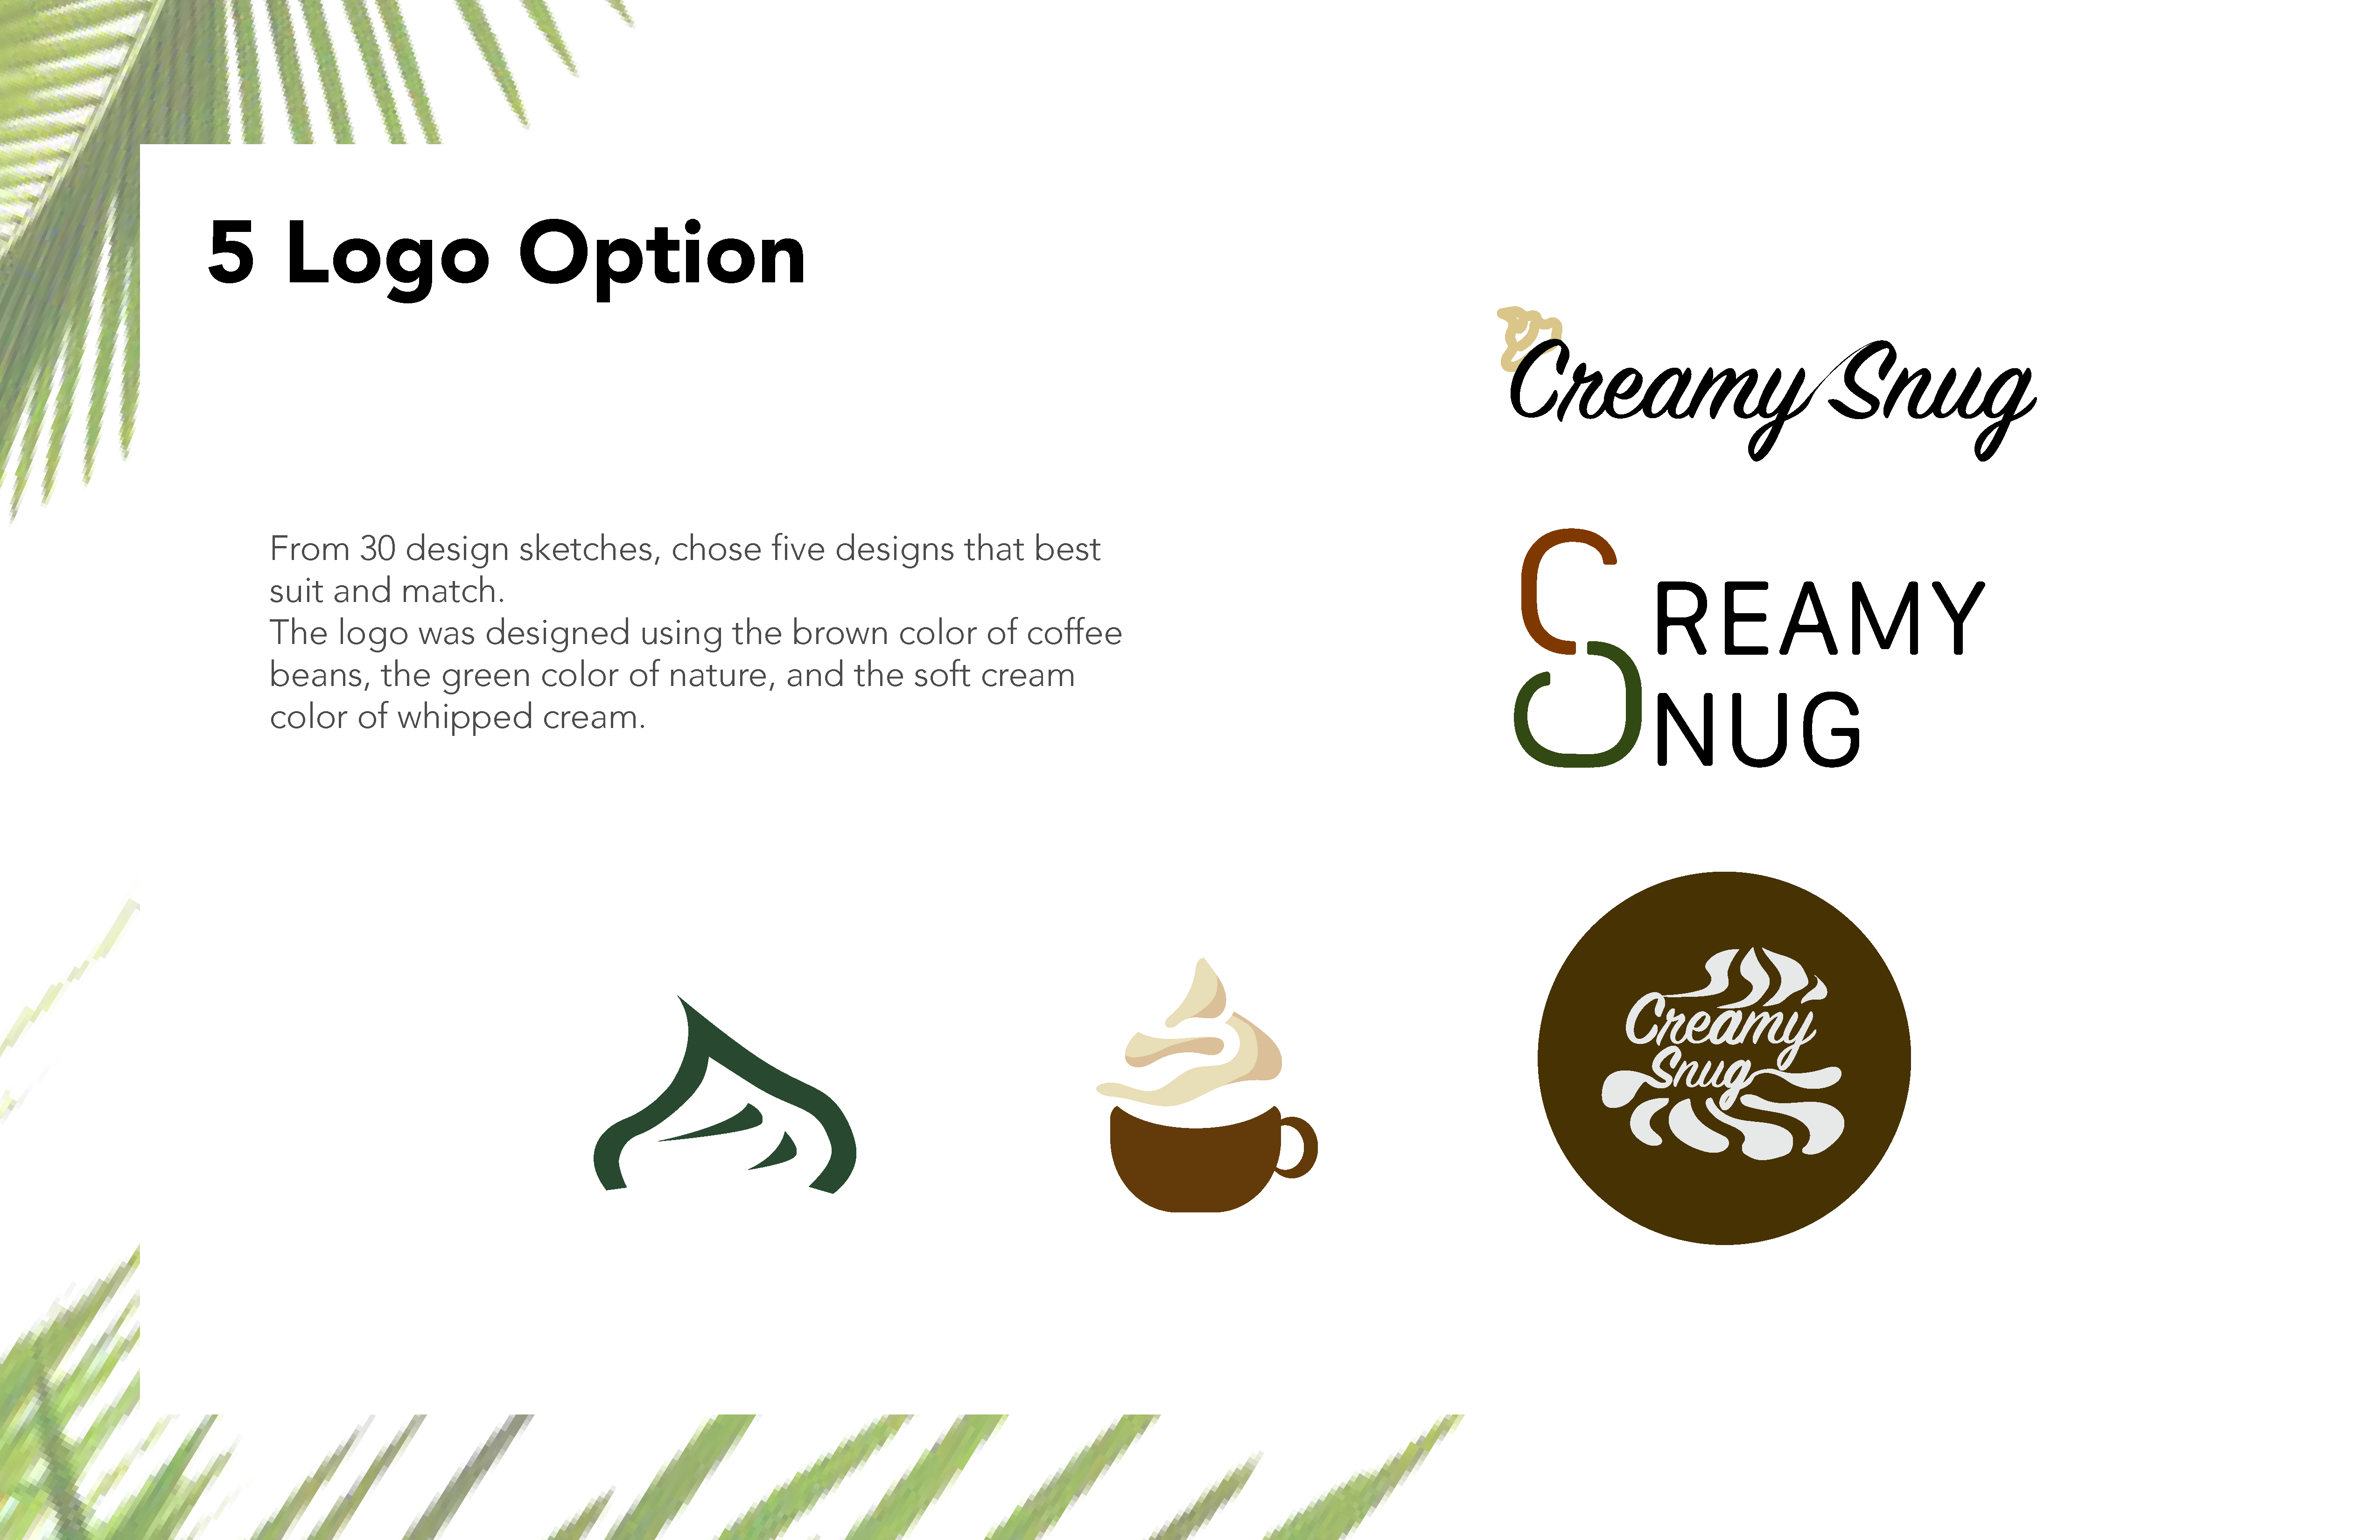 5 Logo Option
Creamy Snug
From 30 design sketches, chose five designs that best
suit and match.
The logo was designed using the brown color of coffee
beans, the green color of nature, and the soft cream
color of whipped cream.
CREAMY
SNUG
Creamy
Snug